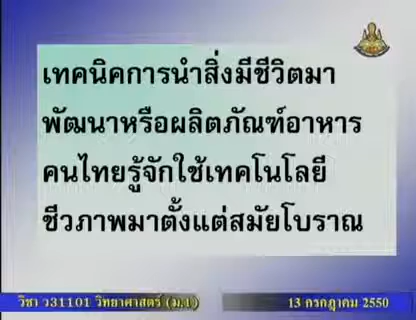 เทคนิคการนำสิ่งมีชีวิตมา
พัฒนาหรือผลิตภัณฑ์อาหาร
คนไทยรู้จักใช้เทคโนโลยี
ชีวภาพมาตั้งแต่สมัยโบราณ
วิชา ว31101 วิทยาศาสตร์ (ม.1) 13 กรกฎาคม 2550